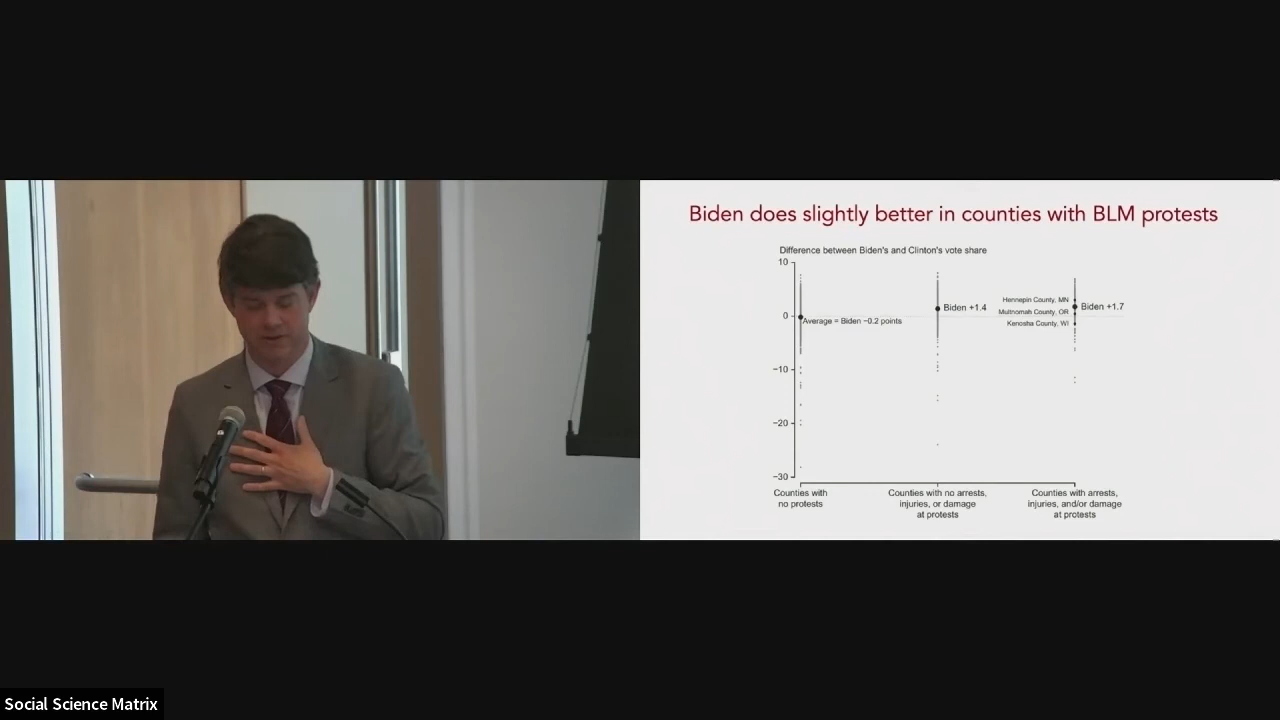 Biden does slightly better in counties with BLM protests
Difference between Biden's and Clinton's vote share
10
0
−10
−20
−30
Average = Biden −0.2 points
Biden +1.4
Hennepin County, MN
Multnomah County, OR
Kenosha County, WI
Biden +1.7
Counties with
no protests
Counties with no arrests,
injuries, or damage
at protests
Counties with arrests,
injuries, and/or damage
at protests
Social Science Matrix